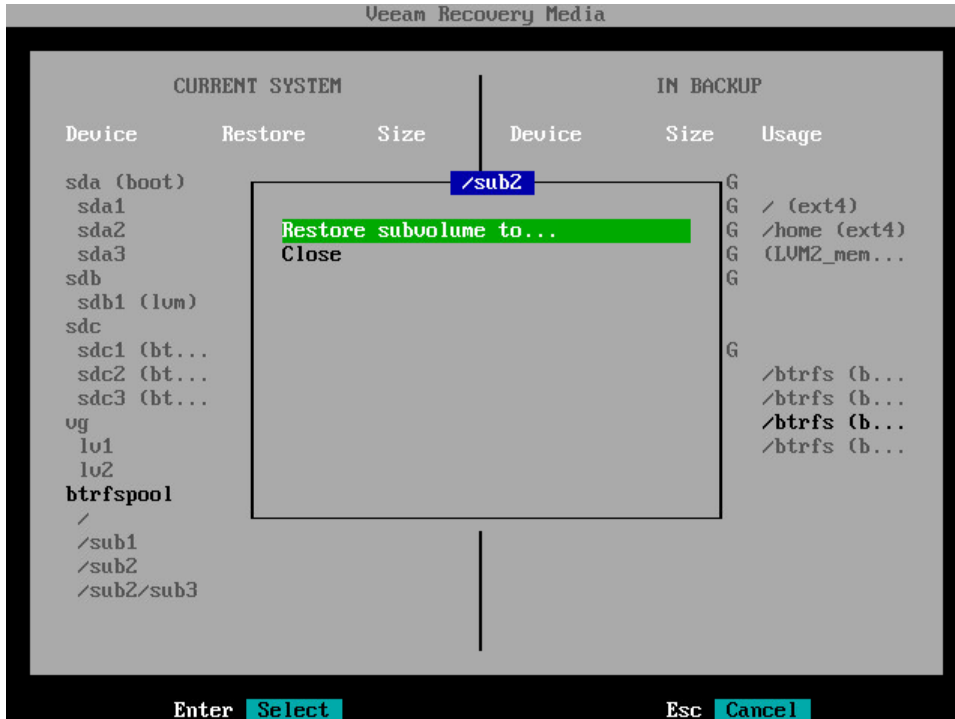 Veeam Recovery Media
CURRENT SYSTEM IN BACKUP
Device Restore Size Device Size Usage
/sub2
sda (boot) G
sda1 G / (ext4)
sda2 Restore subvolume to... G /home (ext4)
sda3 Close G (LVM2_mem...
sdb G
sdb1 (lvm)
sdc
sdc1 (bt... G
sdc2 (bt... /btrfs (b...
sdc3 (bt... /btrfs (b...
vg /btrfs (b...
lv1 /btrfs (b...
lv2
btrfspool
/
/sub1
/sub2
/sub2/sub3
Enter Select Esc Cancel